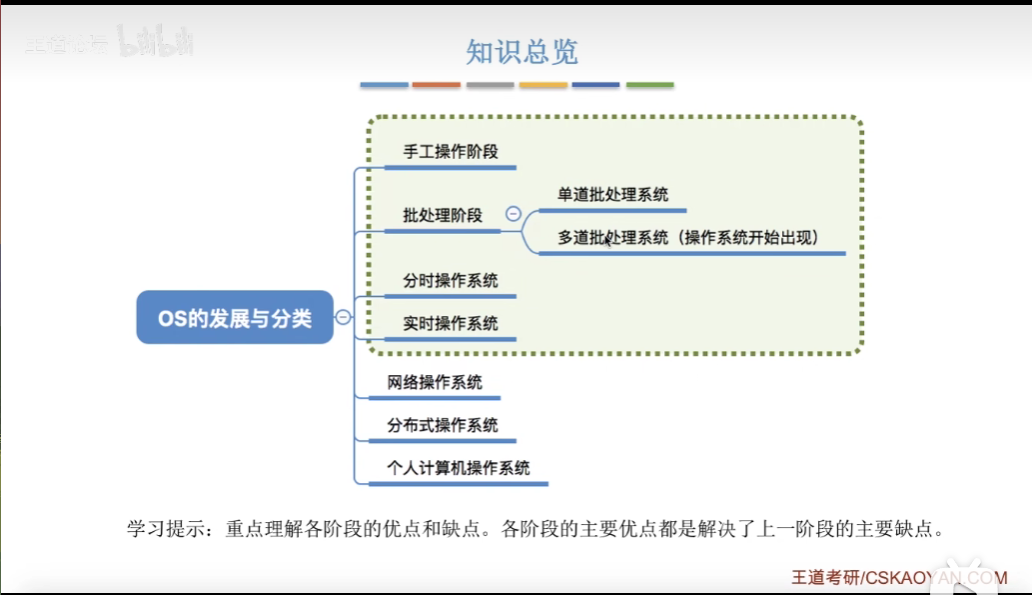 王道论坛 bilibili
知识总览
手工操作阶段
批处理阶段
单道批处理系统
多道批处理系统（操作系统开始出现）
分时操作系统
实时操作系统
OS的发展与分类
网络操作系统
分布式操作系统
个人计算机操作系统
学习提示：重点理解各阶段的优点和缺点。各阶段的主要优点都是解决了上一阶段的主要缺点。
王道考研/CSKAOYAN.COM